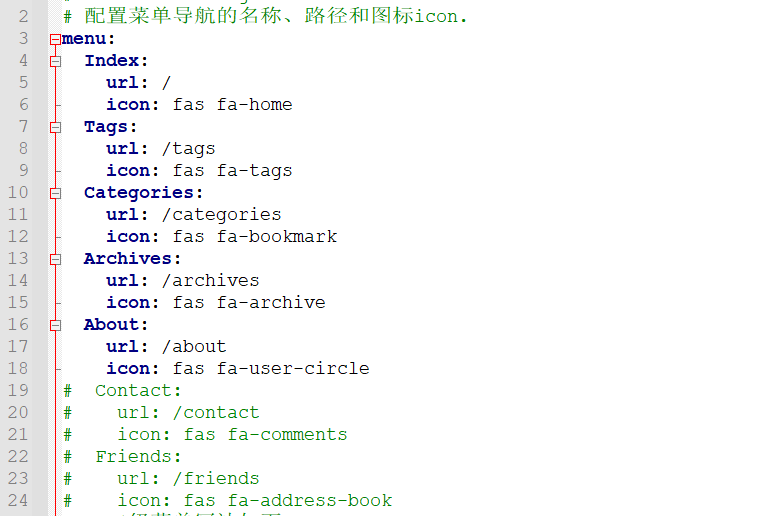 2 # 配置菜单导航的名称、路径和图标icon.
3 menu:
4   Index:
5     url: /
6     icon: fas fa-home
7   Tags:
8     url: /tags
9     icon: fas fa-tags
10   Categories:
11     url: /categories
12     icon: fas fa-bookmark
13   Archives:
14     url: /archives
15     icon: fas fa-archive
16   About:
17     url: /about
18     icon: fas fa-user-circle
19 #  Contact:
20 #    url: /contact
21 #    icon: fas fa-comments
22 #  Friends:
23 #    url: /friends
24 #    icon: fas fa-address-book